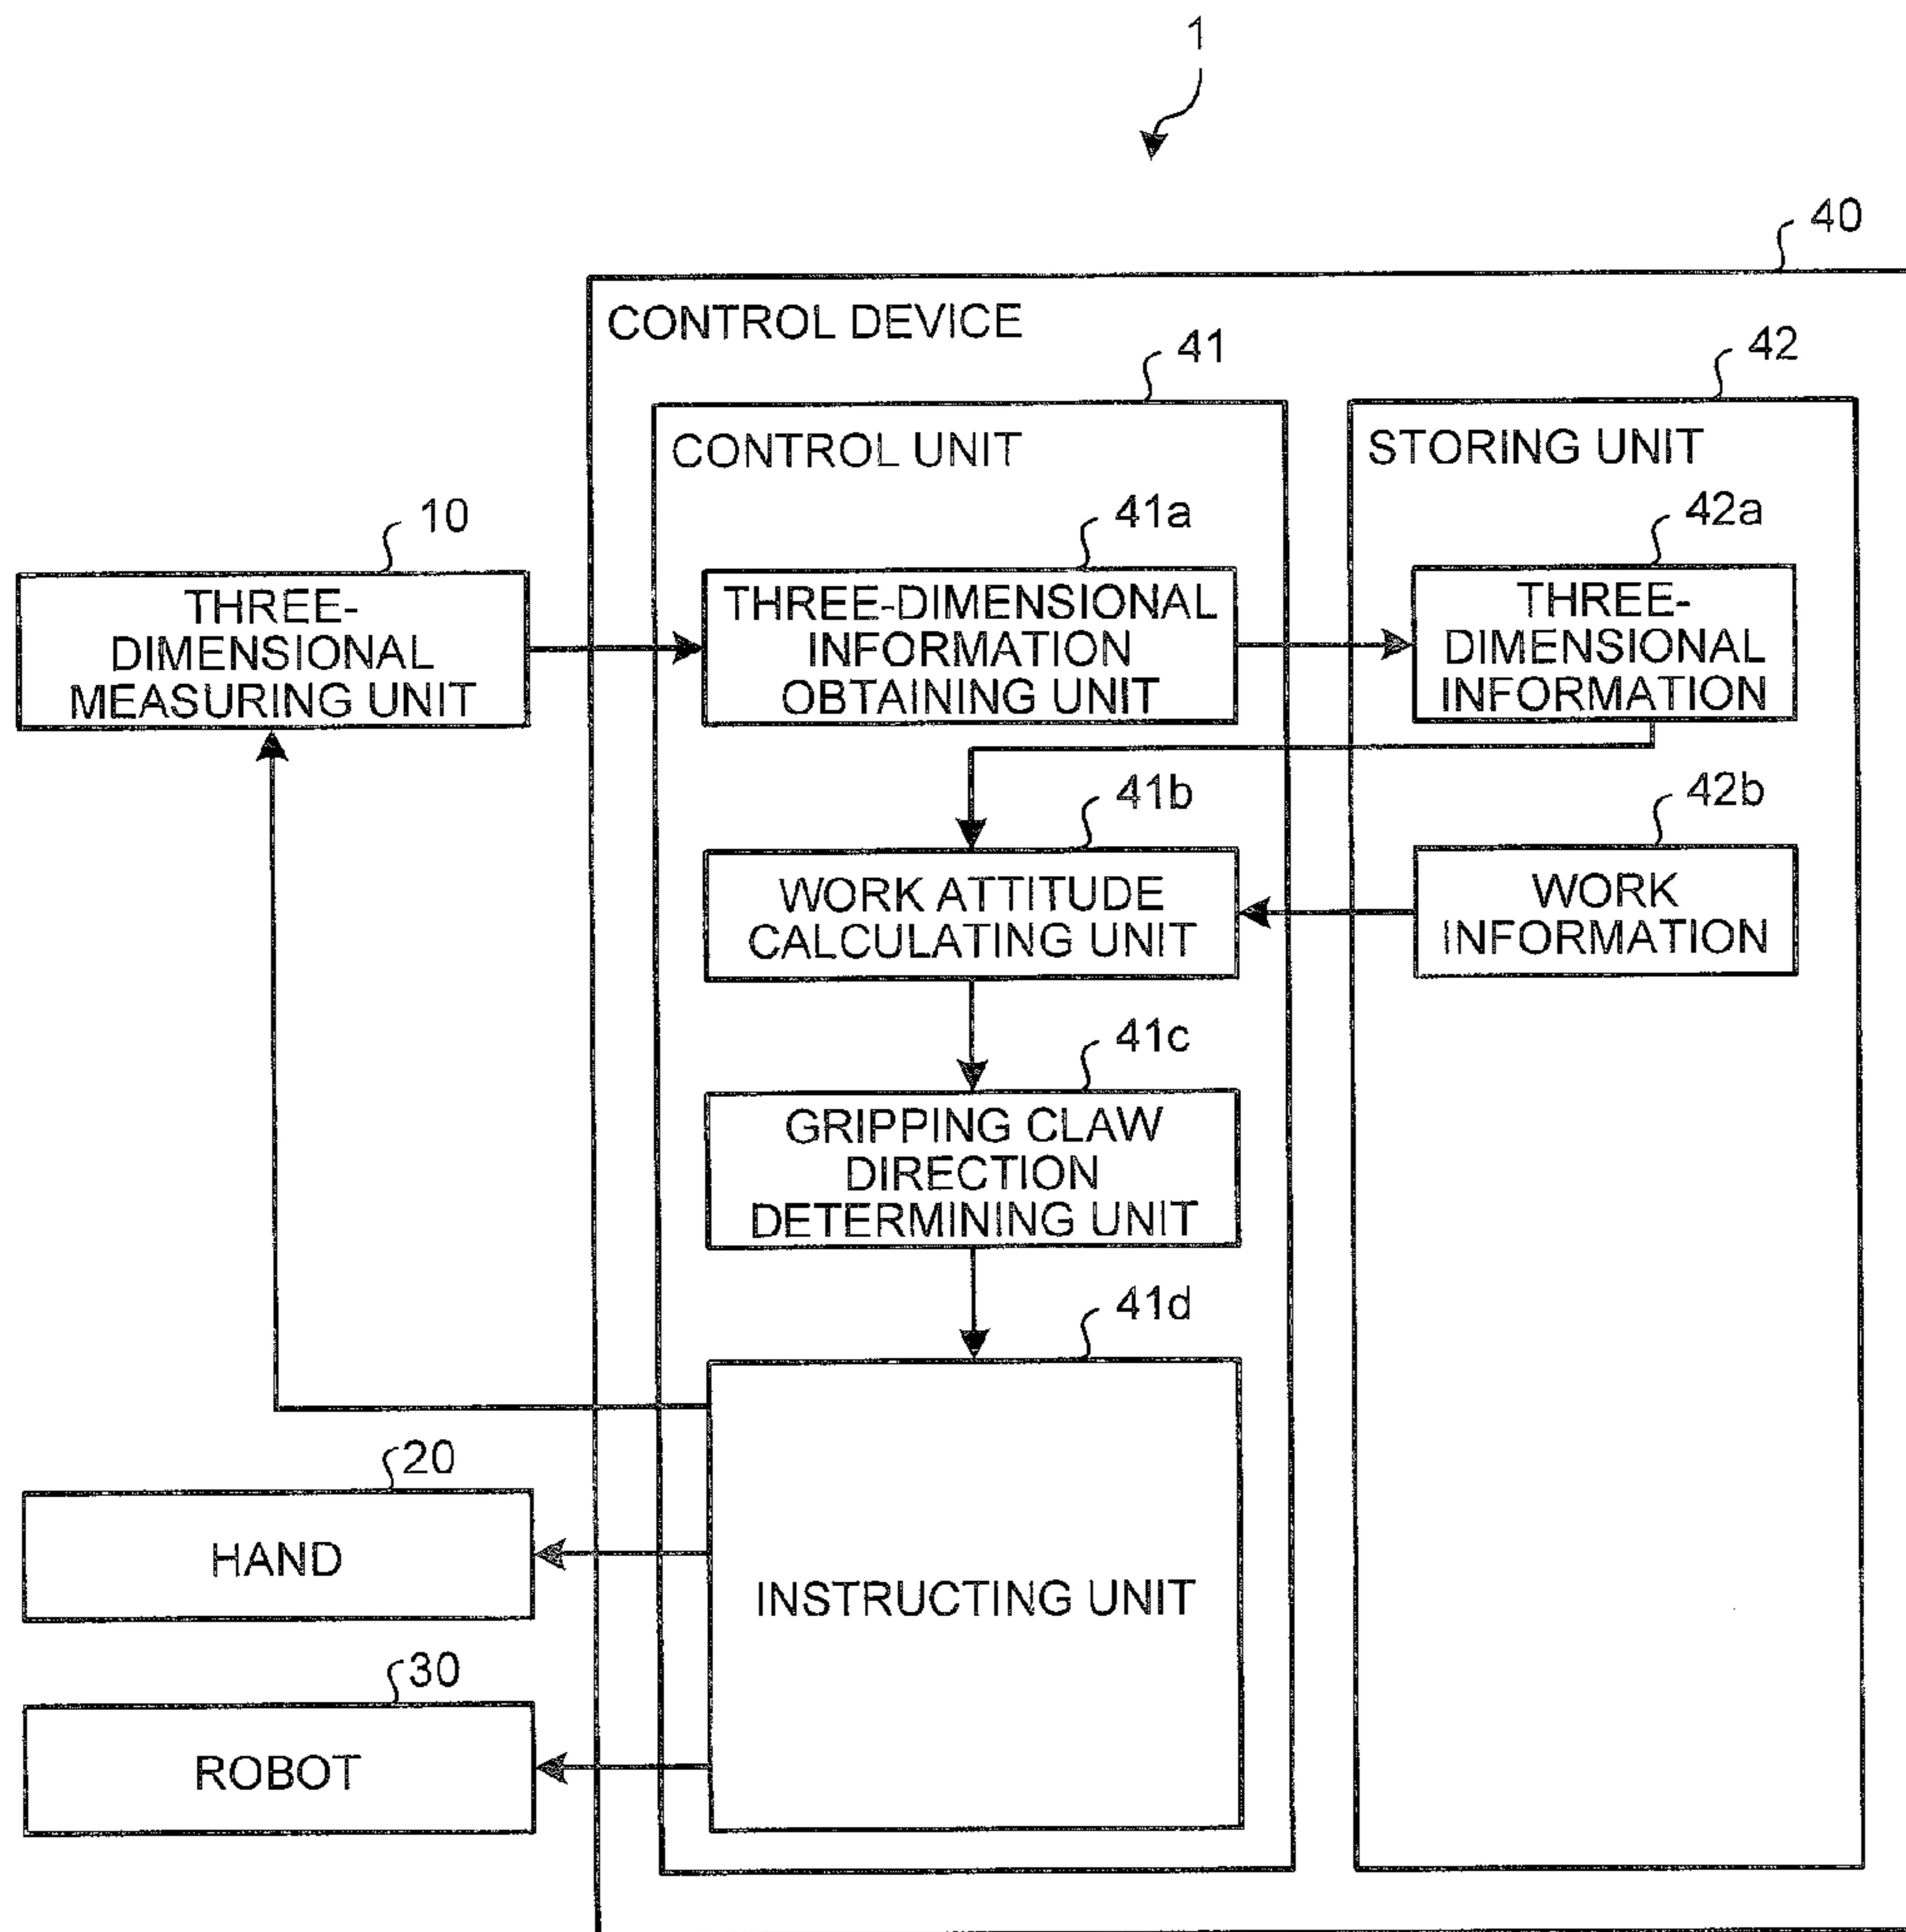 1
40
CONTROL DEVICE
41
42
CONTROL UNIT
STORING UNIT
10
41a
42a
THREE-
DIMENSIONAL
MEASURING UNIT
THREE-DIMENSIONAL
INFORMATION
OBTAINING UNIT
THREE-
DIMENSIONAL
INFORMATION
41b
42b
WORK ATTITUDE
CALCULATING UNIT
WORK
INFORMATION
41c
GRIPPING CLAW
DIRECTION
DETERMINING UNIT
41d
20
HAND
INSTRUCTING UNIT
30
ROBOT